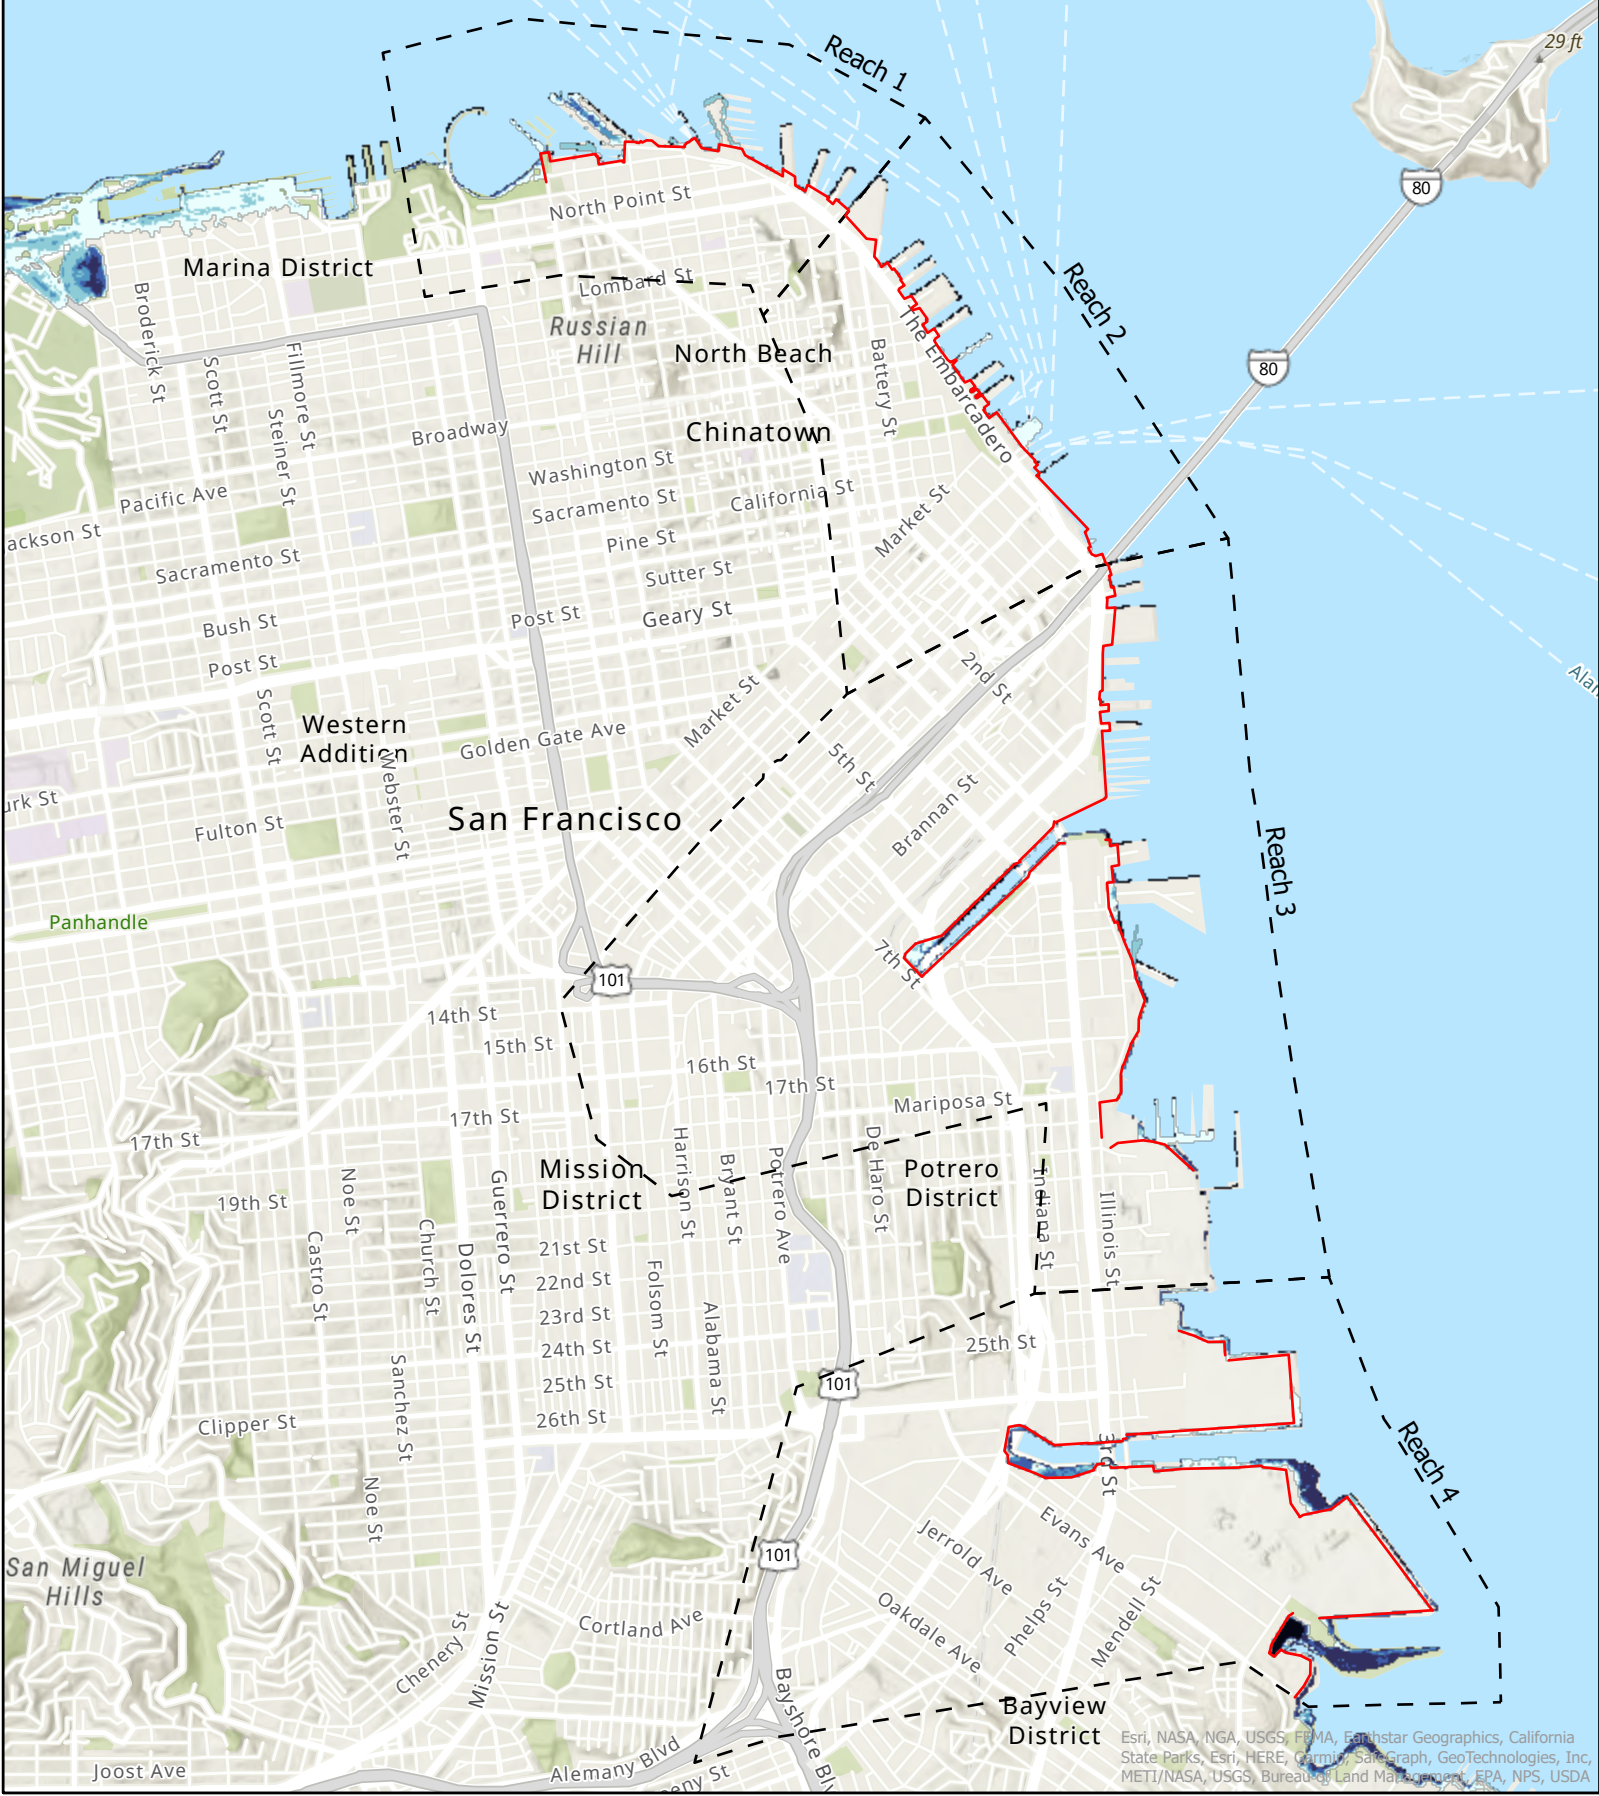 29 ft
Reach 1
80
North Point St
Marina District
Lombard St
Reach 2
Broderick St
Russian
Hill
The Embarcadero
North Beach
Battery St
80
Scott St
Fillmore St
Steiner St
Broadway
Chinatown
Washington St
Pacific Ave
Sacramento St
California St
Market St
ackson St
Pine St
Sacramento St
Sutter St
Bush St
Post St
Geary St
Post St
2nd St
Alan
Scott St
Market St
Western
Addition
Golden Gate Ave
Webster St
5th St
urk St
Fulton St
San Francisco
Brannan St
Reach 3
Panhandle
7th St
101
14th St
15th St
16th St
17th St
17th St
Mariposa St
17th St
Mission
District
Harrison St
Bryant St
Potrero Ave
De Haro St
Potrero
District
Indiana St
Illinois St
19th St
Noe St
Guerrero St
Church St
Castro St
Dolores St
21st St
22nd St
23rd St
24th St
25th St
26th St
Folsom St
Alabama St
25th St
101
Sanchez St
Clipper St
Noe St
3rd St
Reach 4
Evans Ave
Jerrold Ave
101
San Miguel
Hills
Phelps St
Mendell St
Oakdale Ave
Cortland Ave
Chenery St
Mission St
Bayshore Blv
Bayview
District
Alemany Blvd
eny St
Joost Ave
Esri, NASA, NGA, USGS, FEMA, Earthstar Geographics, California
State Parks, Esri, HERE, Garmin, SafeGraph, GeoTechnologies, Inc,
METI/NASA, USGS, Bureau of Land Management, EPA, NPS, USDA